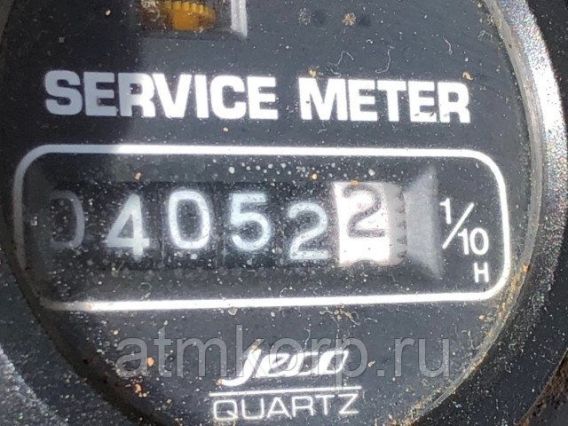 SERVICE METER
040522 1/10
H
jeco
QUARTZ
atmkorp.ru